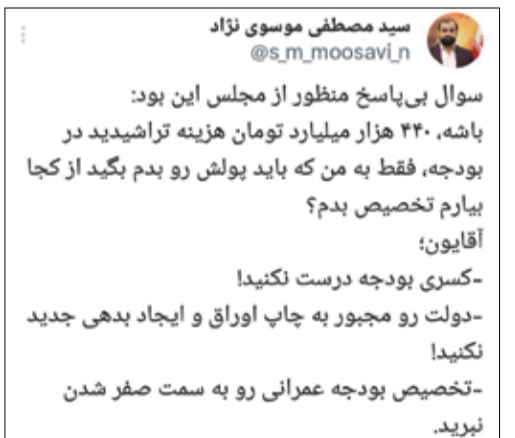 سید مصطفی موسوی نژاد
@s_m_moosavi_n
سوال بی‌پاسخ منظور از مجلس این بود:
باشه، ۴۴۰ هزار میلیارد تومان هزینه تراشیدید در
بودجه، فقط به من که باید پولش رو بدم بگید از کجا
بیارم تخصیص بدم؟
آقایون؛
-کسری بودجه درست نکنید!
-دولت رو مجبور به چاپ اوراق و ایجاد بدهی جدید
نکنید!
-تخصیص بودجه عمرانی رو به سمت صفر شدن
نبرید.